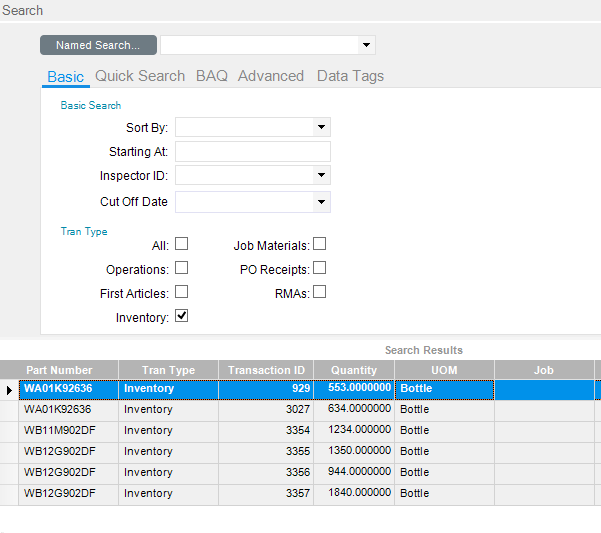 Search
Named Search...
Basic Quick Search BAQ Advanced Data Tags
Basic Search
Sort By:
Starting At:
Inspector ID:
Cut Off Date
Tran Type
All: Job Materials:
Operations: PO Receipts:
First Articles: RMAs:
Inventory:
Search Results
Part Number Tran Type Transaction ID Quantity UOM Job
WA01K92636 Inventory 929 553.0000000 Bottle
WA01K92636 Inventory 3027 634.0000000 Bottle
WB11M902DF Inventory 3354 1234.0000000 Bottle
WB12G902DF Inventory 3355 1350.0000000 Bottle
WB12G902DF Inventory 3356 944.0000000 Bottle
WB12G902DF Inventory 3357 1840.000000 Bottle